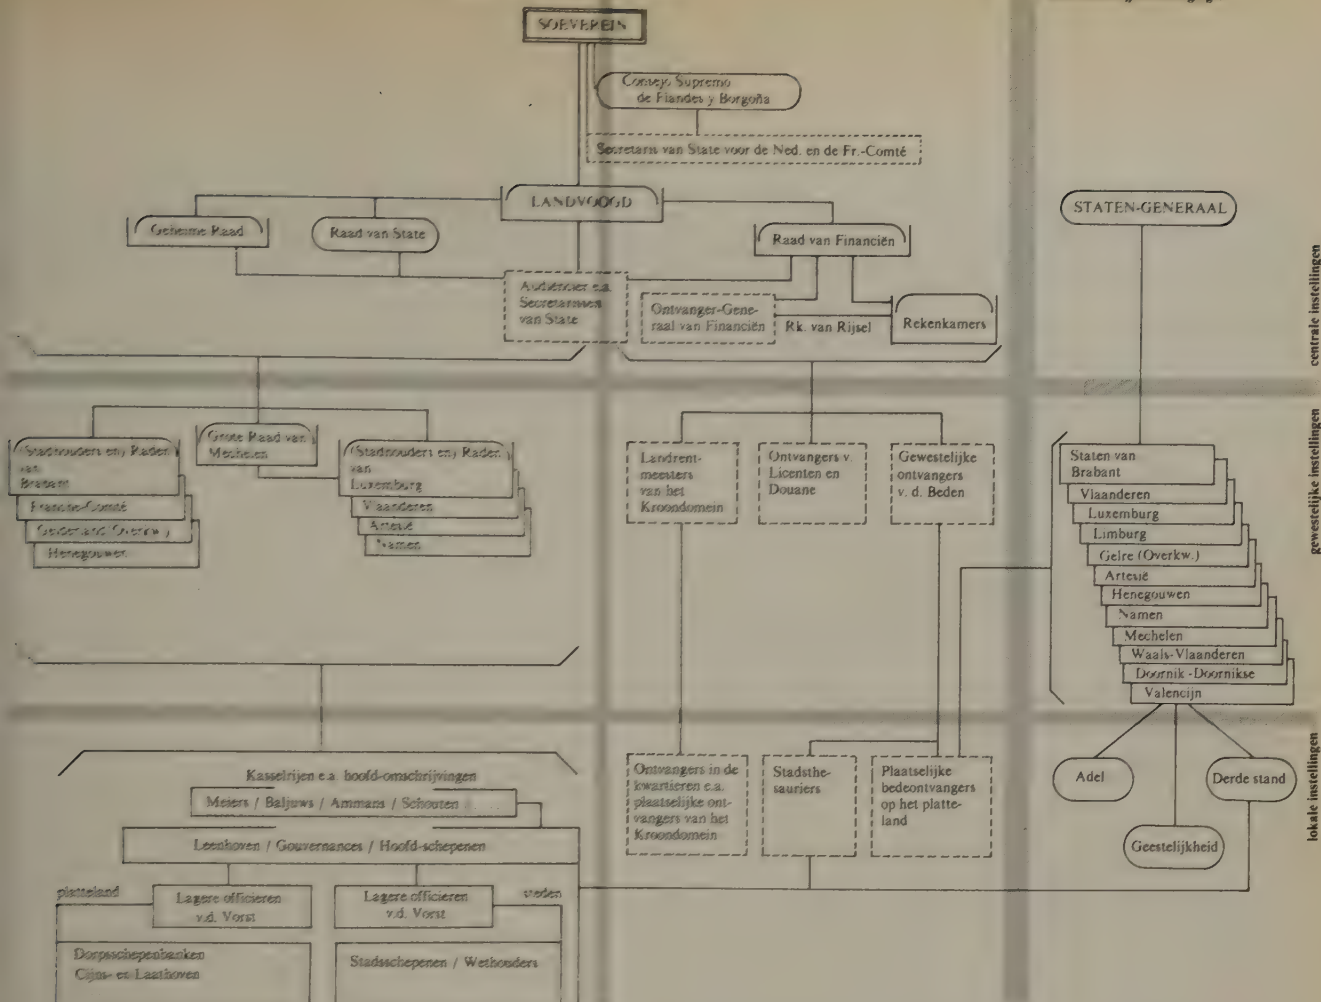 SOEVEREIN
Consejo Supremo
de Flandes y Borgoña
Secretaris van State voor de Ned. en de Fr.-Comté
LANDVOOGD
STATEN-GENERAAL
Geheime Raad
Raad van State
Raad van Financiën
Audiencier e.a.
Secretarissen
van State
Ontvanger-Gene-
raal van Financiën
Rk. van Rijsel
Rekenkamers
centrale instellingen
(Stadhouders en) Raden
van
Brabant
Franche-Comté
Gelderland (Overkw.)
Henegouwen
Grote Raad van
Mechelen
(Stadhouders en) Raden
van
Luxemburg
Vlaanderen
Artesië
Namen
Landrent-
meesters
van het
Kroondomein
Ontvangers v.
Licenten en
Douane
Gewestelijke
ontvangers
v. d. Beden
Staten van
Brabant
Vlaanderen
Luxemburg
Limburg
Gelre (Overkw.)
Artesië
Henegouwen
Namen
Mechelen
Waals-Vlaanderen
Doornik-Doornikse
Valencijn
gewestelijke instellingen
Kasselrijen e.a. hoofd-omschrijvingen
Meiers / Baljuws / Ammans / Schouten
Leenhoven / Gouvernances / Hoofd-schepenen
platteland
Lagere officieren
v.d. Vorst
Lagere officieren
v.d. Vorst
steden
Dorpsschepenbanken
Cijns- en Laathoven
Stadsschepenen / Wethouders
Ontvangers in de
kwartieren e.a.
plaatselijke ont-
vangers van het
Kroondomein
Stadsthe-
sauriers
Plaatselijke
bedeontvangers
op het platte-
land
Adel
Derde stand
Geestelijkheid
lokale instellingen